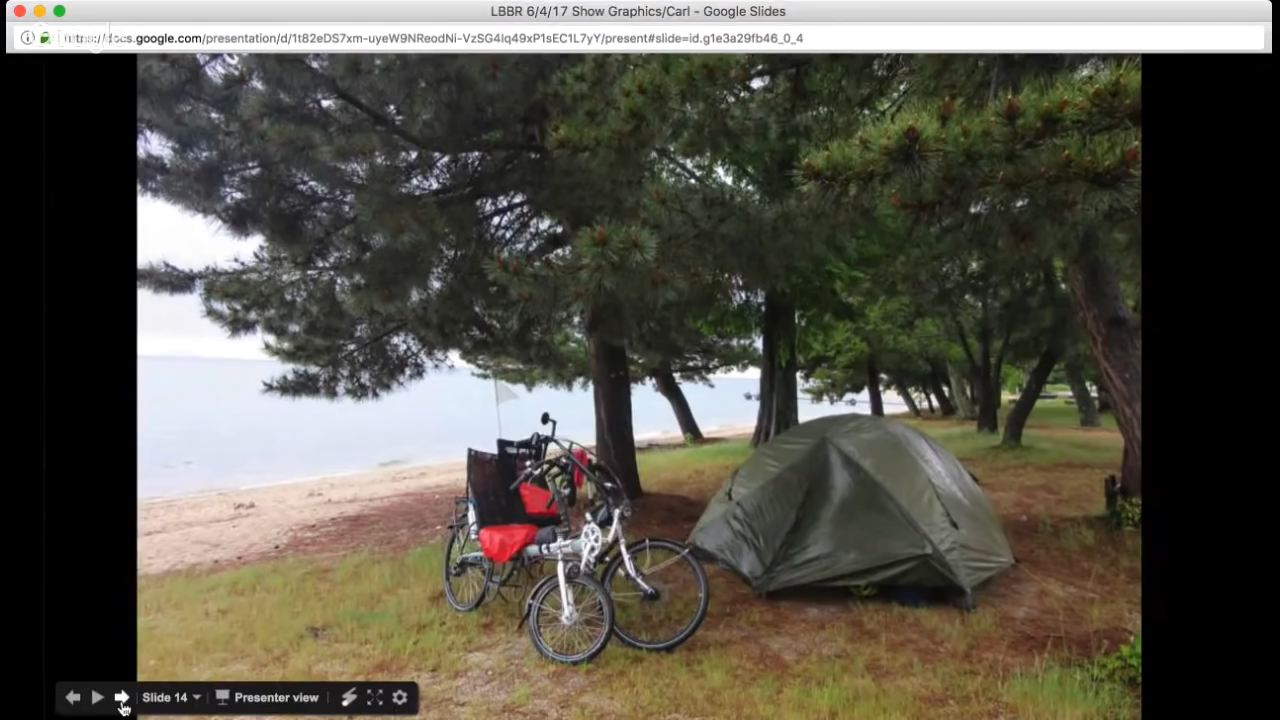 LBBR 6/4/17 Show Graphics/Carl - Google Slides
https://docs.google.com/presentation/d/1t82eDS7xm-uyeW9NReodNi-VzSG4Iq49xP1sEC1L7yY/present#slide=id.g1e3a29fb46_0_4
Slide 14
Presenter view